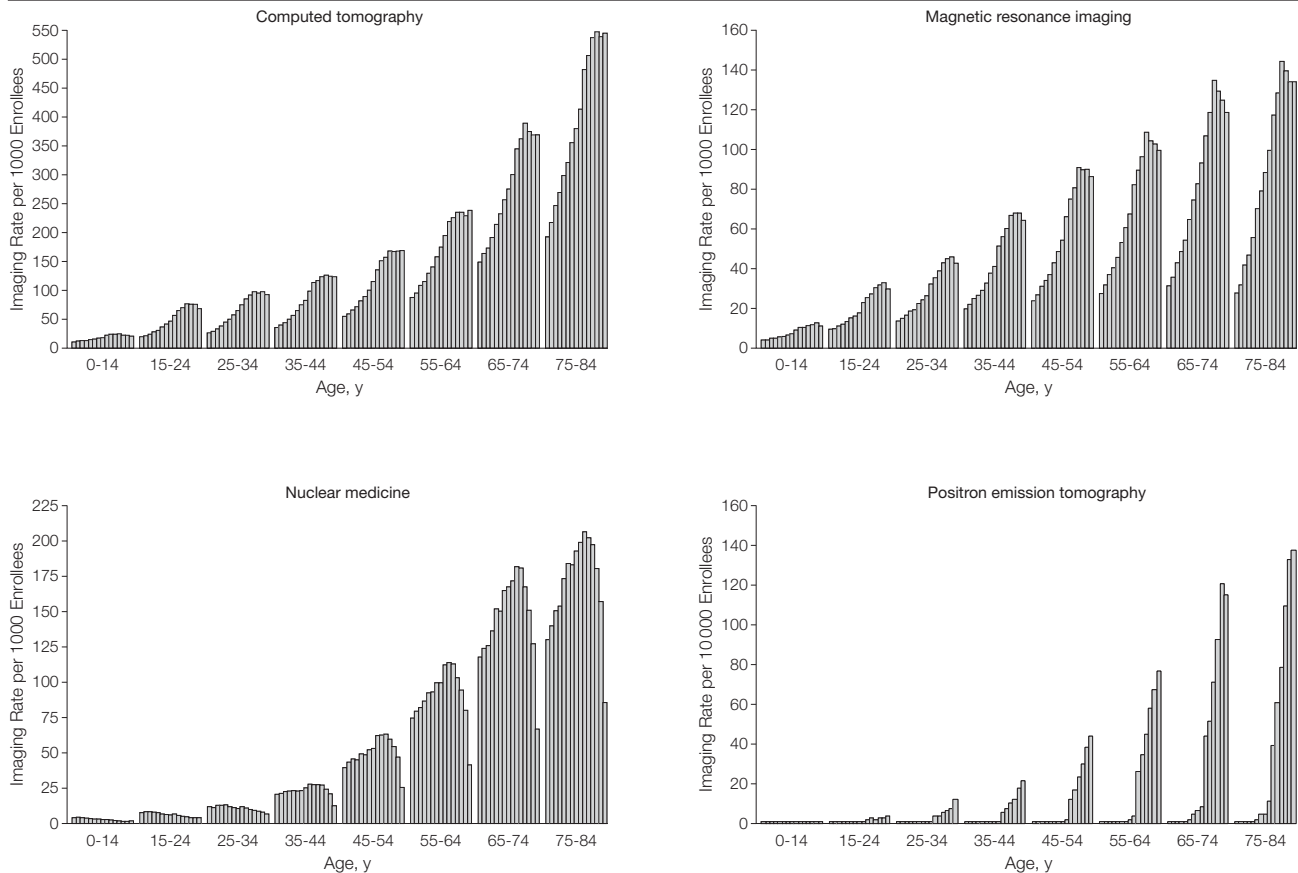 Computed tomography
Imaging Rate per 1000 Enrollees
550
500
450
400
350
300
250
200
150
100
50
0
0-14 15-24 25-34 35-44 45-54 55-64 65-74 75-84
Age, y
Magnetic resonance imaging
Imaging Rate per 1000 Enrollees
160
140
120
100
80
60
40
20
0
0-14 15-24 25-34 35-44 45-54 55-64 65-74 75-84
Age, y
Nuclear medicine
Imaging Rate per 1000 Enrollees
225
200
175
150
125
100
75
50
25
0
0-14 15-24 25-34 35-44 45-54 55-64 65-74 75-84
Age, y
Positron emission tomography
Imaging Rate per 10 000 Enrollees
160
140
120
100
80
60
40
20
0
0-14 15-24 25-34 35-44 45-54 55-64 65-74 75-84
Age, y